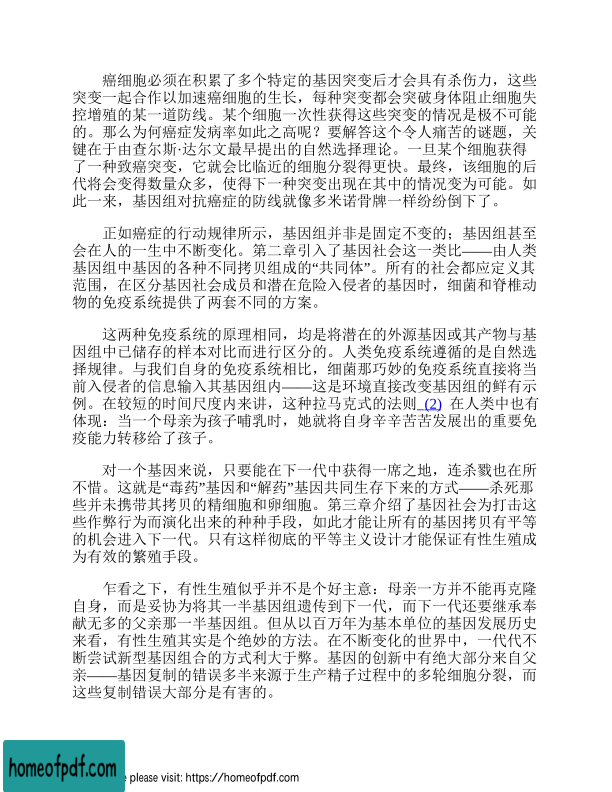 癌细胞必须在积累了多个特定的基因突变后才会具有杀伤力，这些
突变一起合作以加速癌细胞的生长，每种突变都会突破身体阻止细胞失
控增殖的某一道防线。某个细胞一次性获得这些突变的情况是极不可能
的。那么为何癌症发病率如此之高呢？要解答这个令人痛苦的谜题，关
键在于由查尔斯·达尔文最早提出的自然选择理论。一旦某个细胞获得
了一种致癌突变，它就会比临近的细胞分裂得更快。最终，该细胞的后
代将会变得数量众多，使得下一种突变出现在其中的情况变为可能。如
此一来，基因组对抗癌症的防线就像多米诺骨牌一样纷纷倒下了。
正如癌症的行动规律所示，基因组并非是固定不变的；基因组甚至
会在人的一生中不断变化。第二章引入了基因社会这一类比——由人类
基因组中基因的各种不同拷贝组成的“共同体”。所有的社会都应定义其
范围，在区分基因社会成员和潜在危险入侵者的基因时，细菌和脊椎动
物的免疫系统提供了两套不同的方案。
这两种免疫系统的原理相同，均是将潜在的外源基因或其产物与基
因组中已储存的样本对比而进行区分的。人类免疫系统遵循的是自然选
择规律。与我们自身的免疫系统相比，细菌那巧妙的免疫系统直接将当
前入侵者的信息输入其基因组内——这是环境直接改变基因组的鲜有示
例。在较短的时间尺度内来讲，这种拉马克式的法则 (2) 在人类中也有
体现：当一个母亲为孩子哺乳时，她就将自身辛辛苦苦发展出的重要免
疫能力转移给了孩子。
对一个基因来说，只要能在下一代中获得一席之地，连杀戮也在所
不惜。这就是“毒药”基因和“解药”基因共同生存下来的方式——杀死那
些并未携带其拷贝的精细胞和卵细胞。第三章介绍了基因社会为打击这
些作弊行为而演化出来的种种手段，如此才能让所有的基因拷贝有平等
的机会进入下一代。只有这样彻底的平等主义设计才能保证有性生殖成
为有效的繁殖手段。
乍看之下，有性生殖似乎并不是个好主意：母亲一方并不能再克隆
自身，而是妥协为将其一半基因组遗传到下一代，而下一代还要继承奉
献无多的父亲那一半基因组。但从以百万年为基本单位的基因发展历史
来看，有性生殖其实是个绝妙的方法。在不断变化的世界中，一代代不
断尝试新型基因组合的方式利大于弊。基因的创新中有绝大部分来自父
亲——基因复制的错误多半来源于生产精子过程中的多轮细胞分裂，而
这些复制错误大部分是有害的。
homeofpdf.com
please visit: https://homeofpdf.com